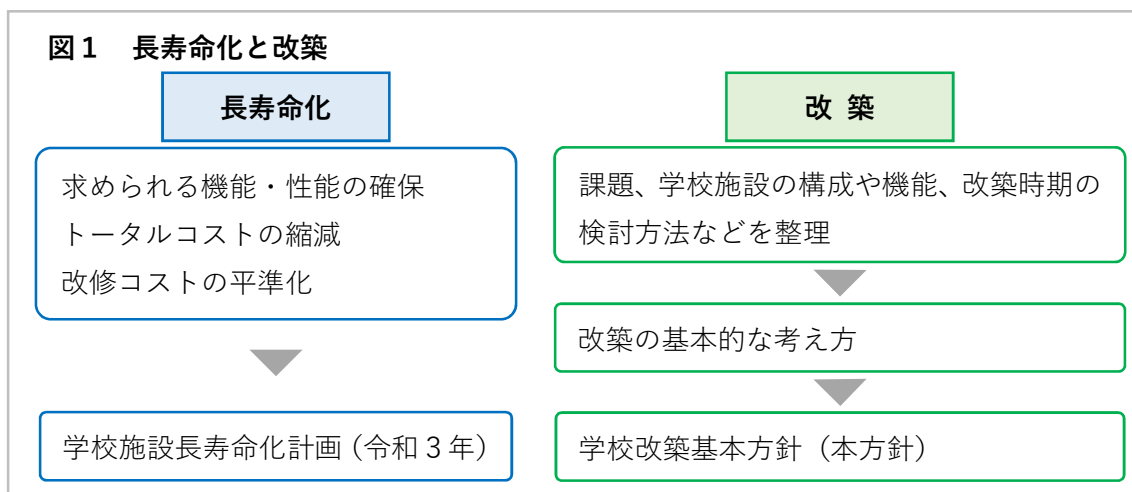 図１　長寿命化と改築
長寿命化
求められる機能・性能の確保
トータルコストの縮減
改修コストの平準化
学校施設長寿命化計画（令和３年）
改 築
課題、学校施設の構成や機能、改築時期の
検討方法などを整理
改築の基本的な考え方
学校改築基本方針（本方針）